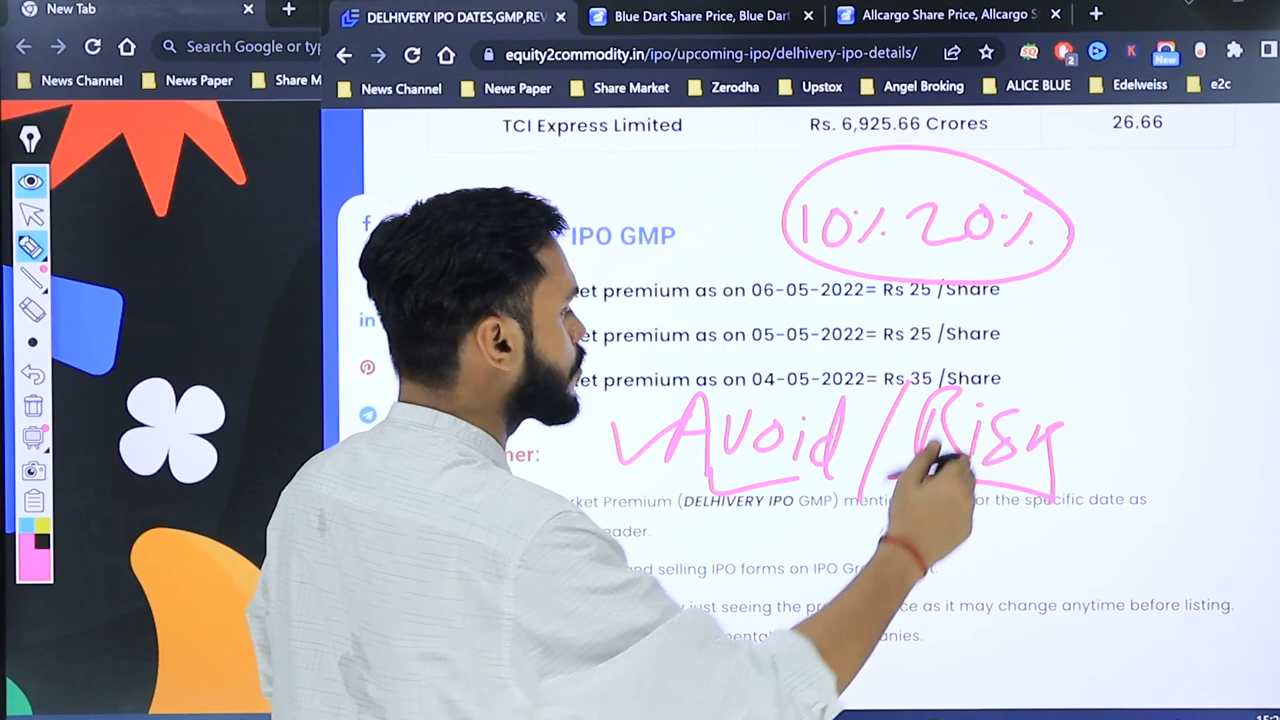 New Tab
DELHIVERY IPO DATES,GMP,REV
Blue Dart Share Price, Blue Dart
Allcargo Share Price, Allcargo S
Search Google or typ
equity2commodity.in/ipo/upcoming-ipo/delhivery-ipo-details/
2
New
News Channel News Paper Share M
News Channel News Paper Share Market Zerodha Upstox Angel Broking ALICE BLUE Edelweiss e2c
TCI Express Limited Rs. 6,925.66 Crores 26.66
10% 20%
IPO GMP
et premium as on 06-05-2022= Rs 25 /Share
et premium as on 05-05-2022= Rs 25 /Share
in
ket premium as on 04-05-2022= Rs 35 /Share
Avoid / Risk
ner:
ket Premium (DELHIVERY IPO GMP) menti or the specific date as
eader.
nd selling IPO forms on IPO Gr
just seeing the pr ce as it may change anytime before listing.
mental nies.